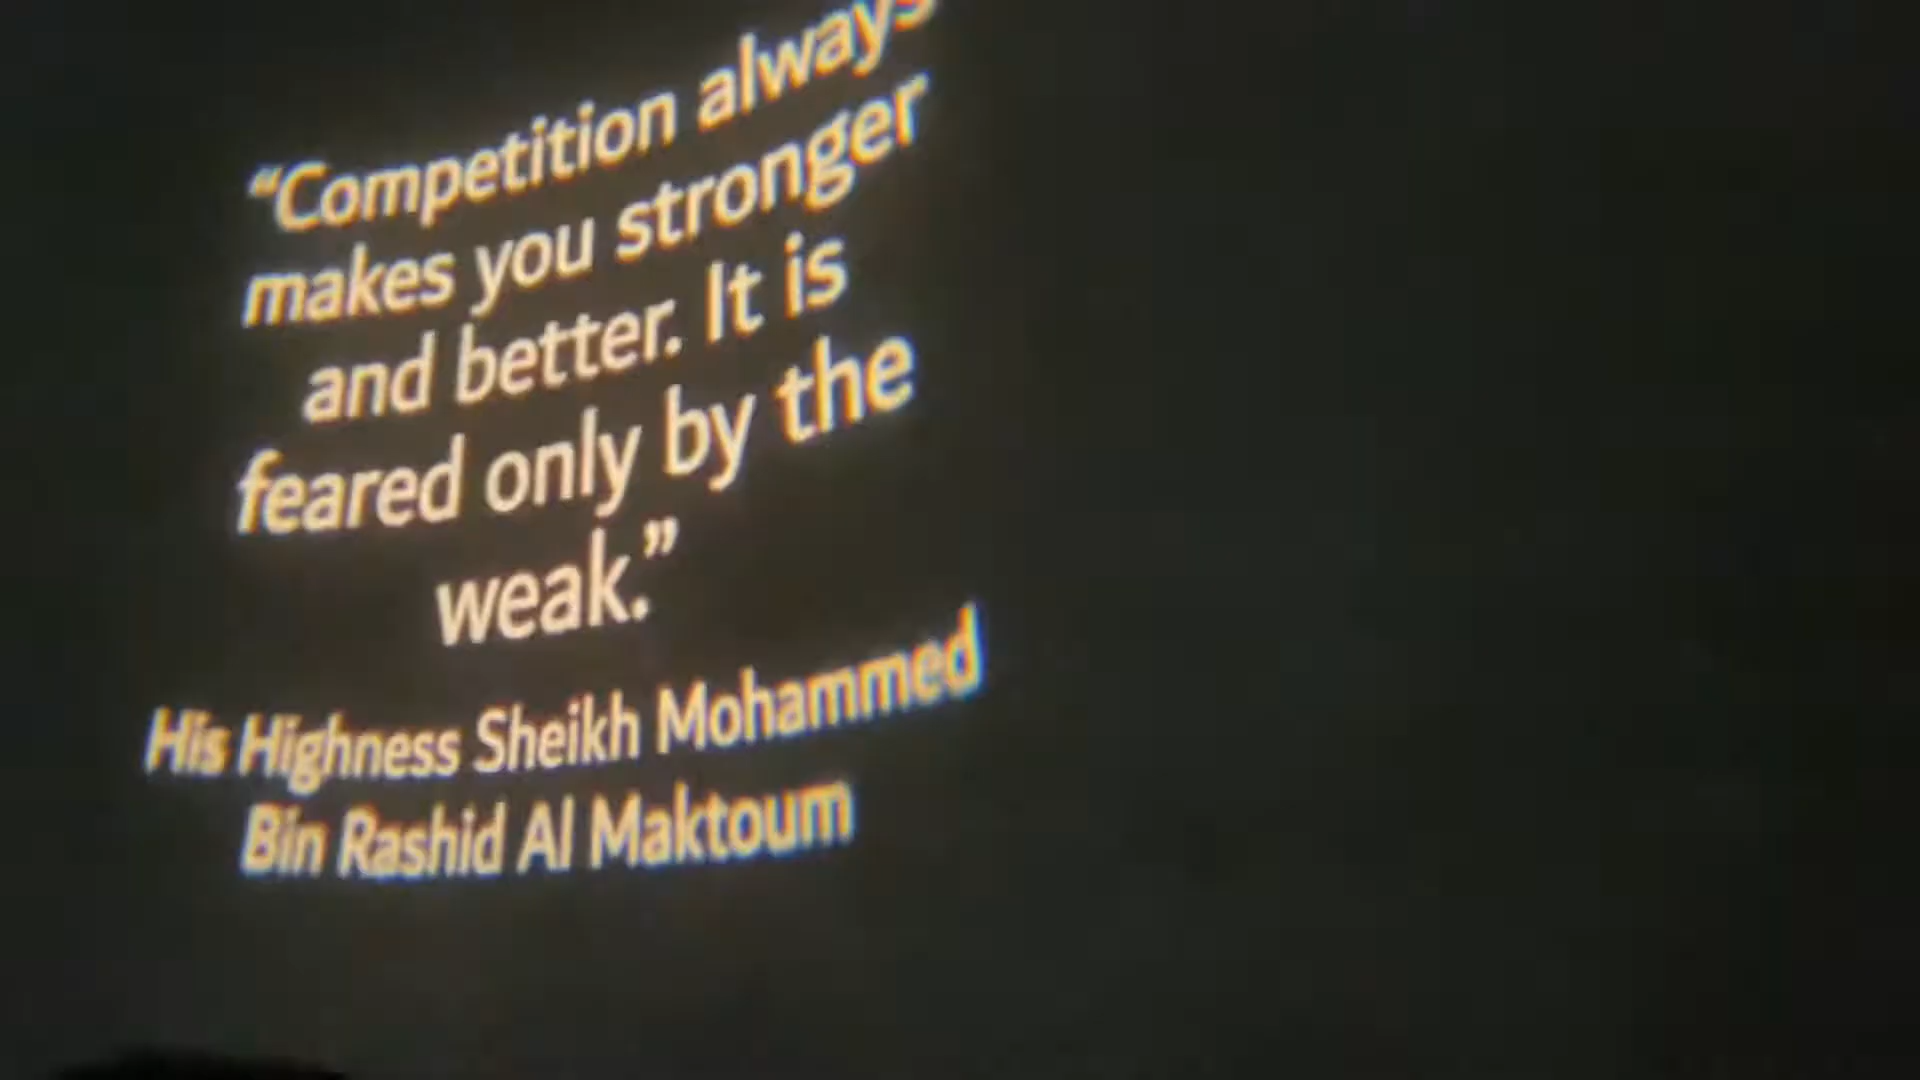 “Competition always
makes you stronger
and better. It is
feared only by the
weak.”
His Highness Sheikh Mohammed
Bin Rashid Al Maktoum